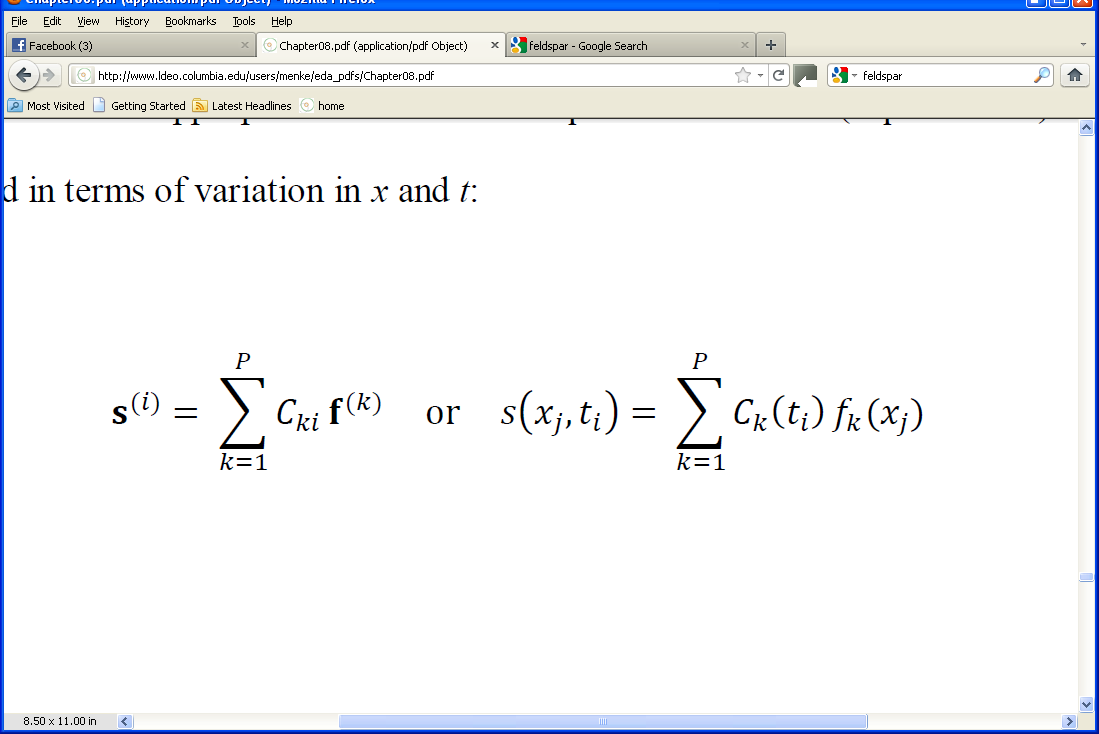 Chapter08.pdf (application/pdf Object) - Mozilla Firefox
File Edit View History Bookmarks Tools Help
Facebook (3) Chapter08.pdf (application/pdf Object) feldspar - Google Search
http://www.ldeo.columbia.edu/users/menke/eda_pdfs/Chapter08.pdf feldspar
Most Visited Getting Started Latest Headlines home
d in terms of variation in x and t:
s^(i) = ∑_{k=1}^{P} C_{ki} f^(k) or s(x_j, t_i) = ∑_{k=1}^{P} C_k(t_i) f_k(x_j)
8.50 x 11.00 in